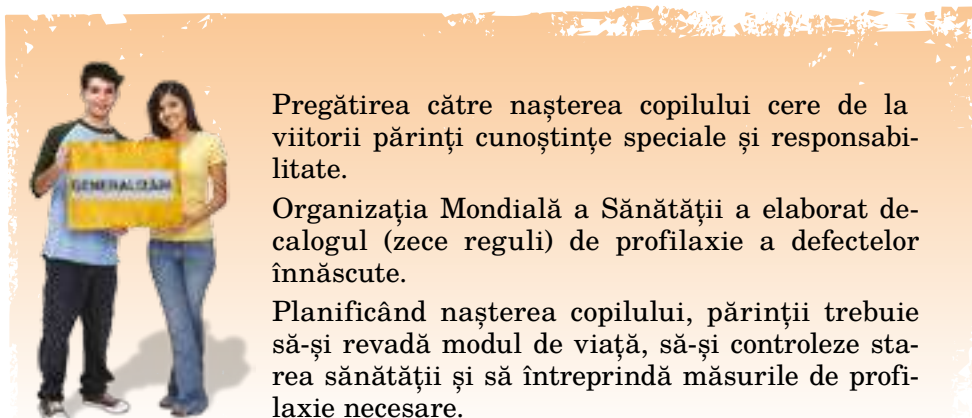 GENERALIZĂM
Pregătirea către nașterea copilului cere de la
viitorii părinți cunoștințe speciale și responsabi-
litate.
Organizația Mondială a Sănătății a elaborat de-
calogul (zece reguli) de profilaxie a defectelor
înnăscute.
Planificând nașterea copilului, părinții trebuie
să-și revadă modul de viață, să-și controleze sta-
rea sănătății și să întreprindă măsurile de profi-
laxie necesare.